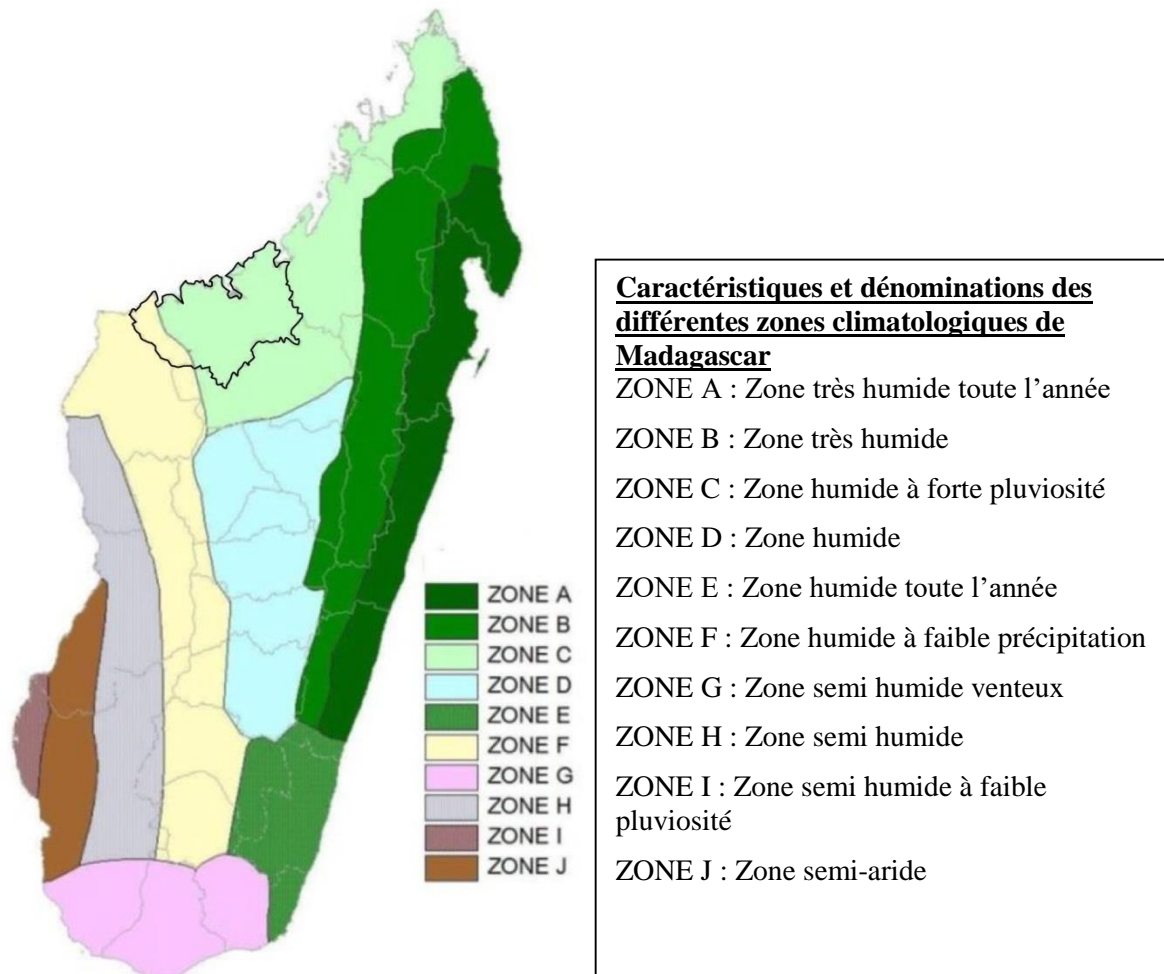 ZONE A
ZONE B
ZONE C
ZONE D
ZONE E
ZONE F
ZONE G
ZONE H
ZONE I
ZONE J
Caractéristiques et dénominations des
différentes zones climatologiques de
Madagascar
ZONE A : Zone très humide toute l’année
ZONE B : Zone très humide
ZONE C : Zone humide à forte pluviosité
ZONE D : Zone humide
ZONE E : Zone humide toute l’année
ZONE F : Zone humide à faible précipitation
ZONE G : Zone semi humide venteux
ZONE H : Zone semi humide
ZONE I : Zone semi humide à faible
pluviosité
ZONE J : Zone semi-aride